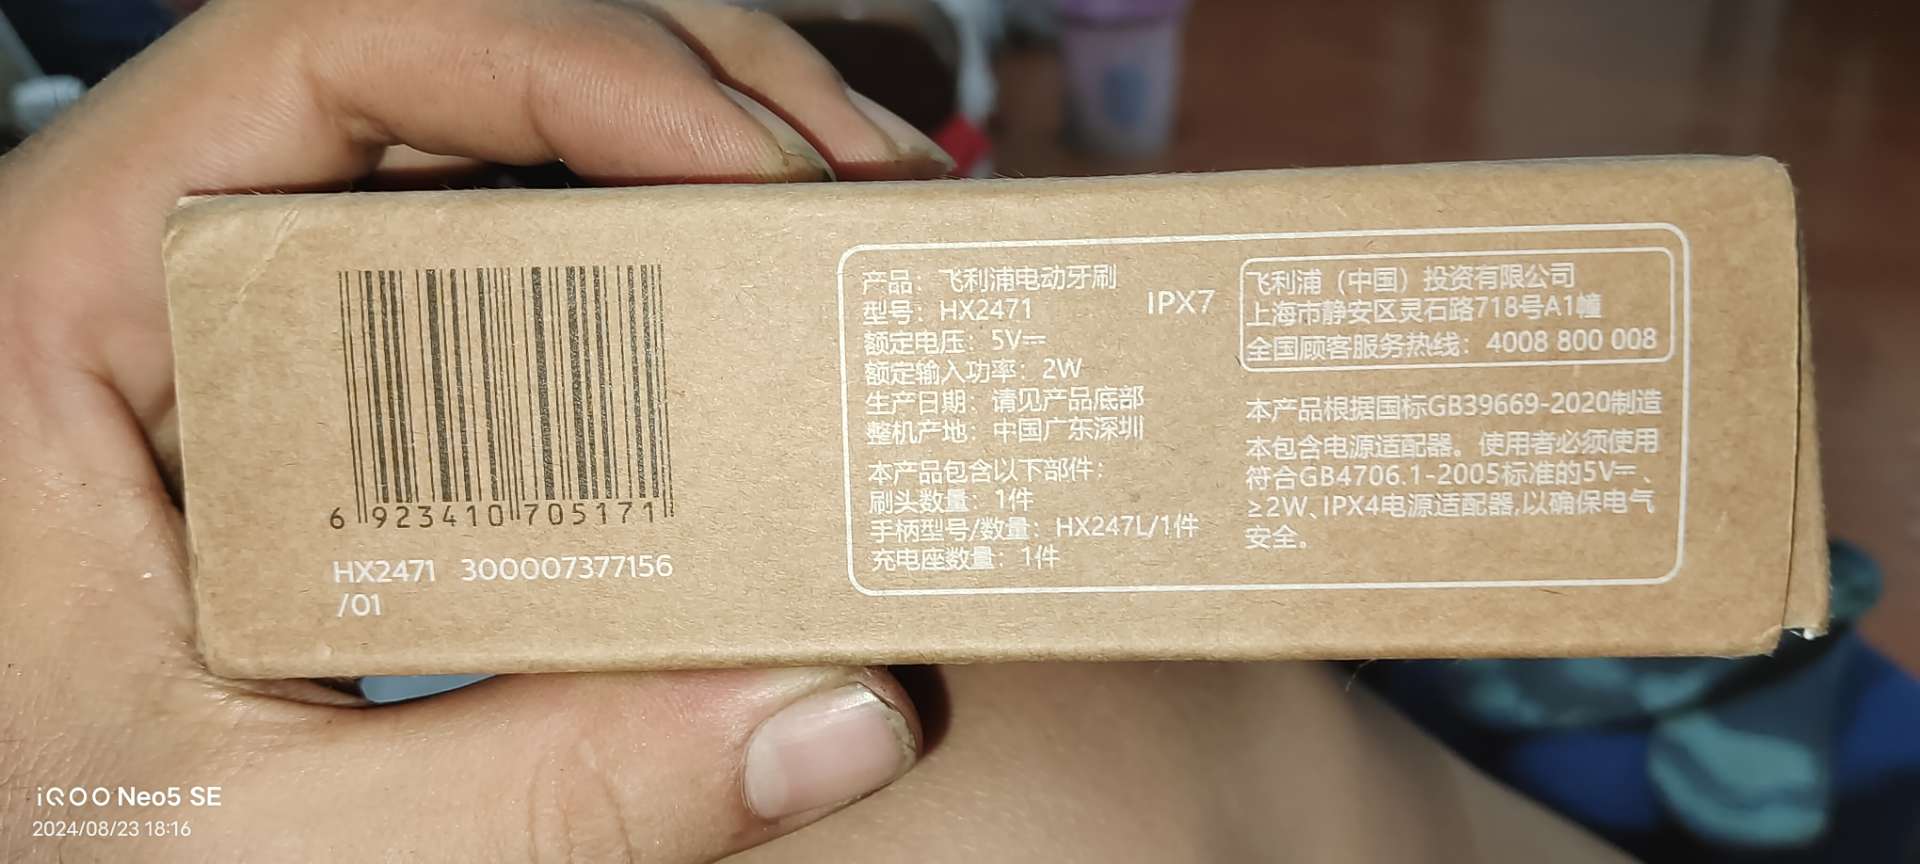 6 923410 705171
HX2471 300007377156
/01
产品：飞利浦电动牙刷
型号：HX2471
额定电压：5V⎓
额定输入功率：2W
生产日期：请见产品底部
整机产地：中国广东深圳
本产品包含以下部件：
刷头数量：1件
手柄型号/数量：HX247L/1件
充电座数量：1件
IPX7
飞利浦（中国）投资有限公司
上海市静安区灵石路718号A1幢
全国顾客服务热线：4008 800 008
本产品根据国标GB39669-2020制造
本包含电源适配器。使用者必须使用
符合GB4706.1-2005标准的5V⎓、
≥2W、IPX4电源适配器,以确保电气
安全。
iQOO Neo5 SE
2024/08/23 18:16